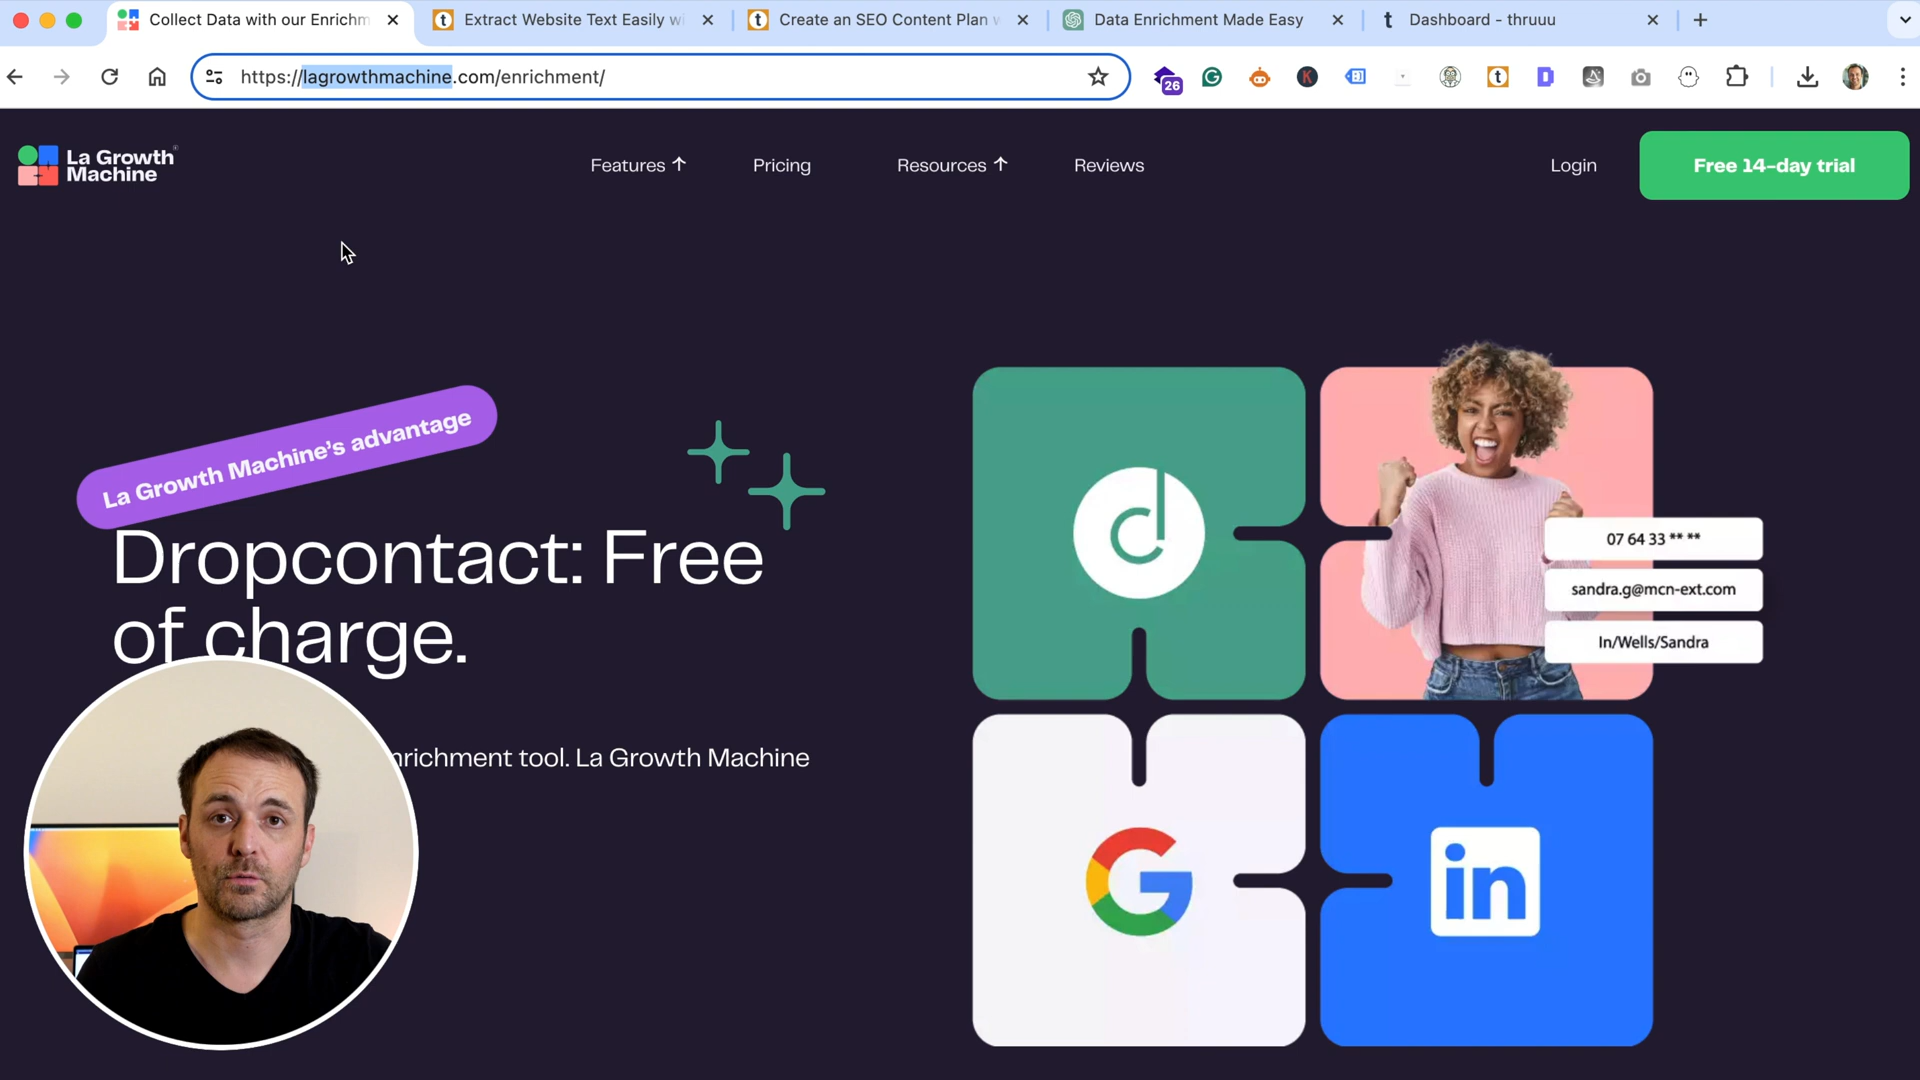 Collect Data with our Enrichm
Extract Website Text Easily wi
Create an SEO Content Plan w
Data Enrichment Made Easy
Dashboard - thruuu
https://lagrowthmachine.com/enrichment/
26
La Growth
Machine
Features ↑
Pricing
Resources ↑
Reviews
Login
Free 14-day trial
La Growth Machine's advantage
Dropcontact: Free
of charge.
nrichment tool. La Growth Machine
07 64 33 ** **
sandra.g@mcn-ext.com
In/Wells/Sandra
in